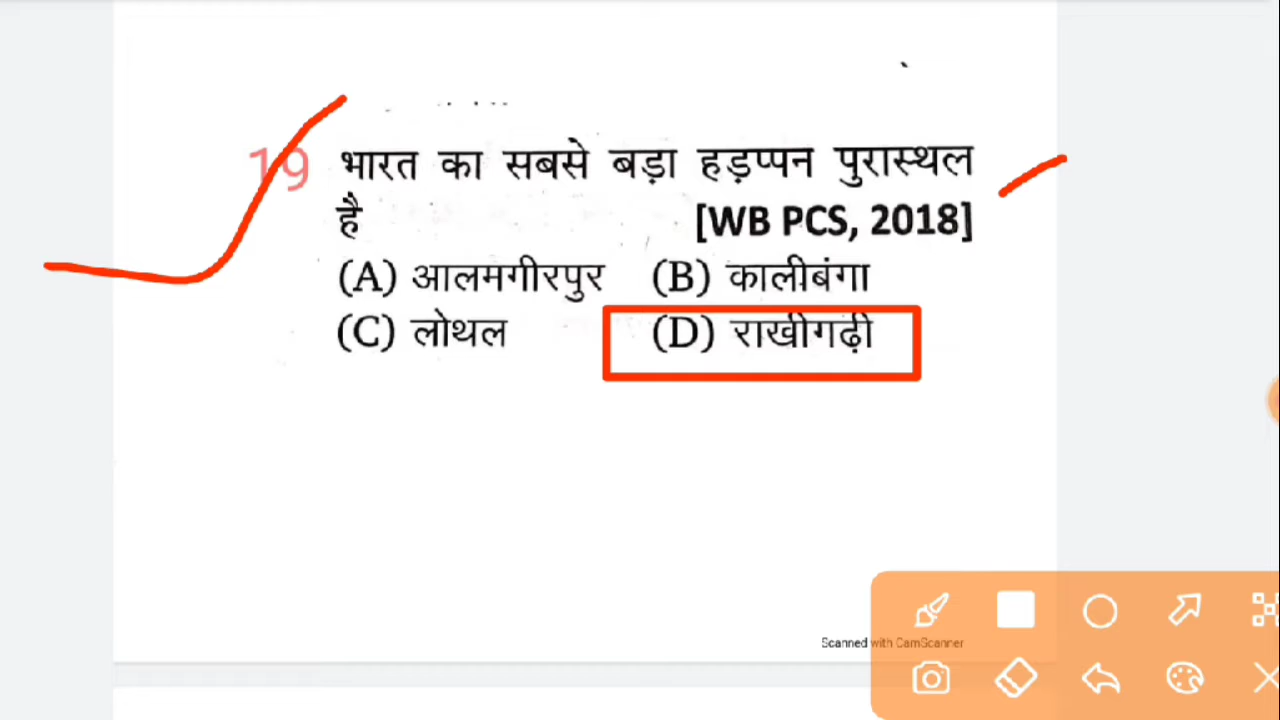 19 भारत का सबसे बड़ा हड़प्पन पुरास्थल
है [WB PCS, 2018]
(A) आलमगीरपुर (B) कालीबंगा
(C) लोथल (D) राखीगढ़ी
Scanned with CamScanner